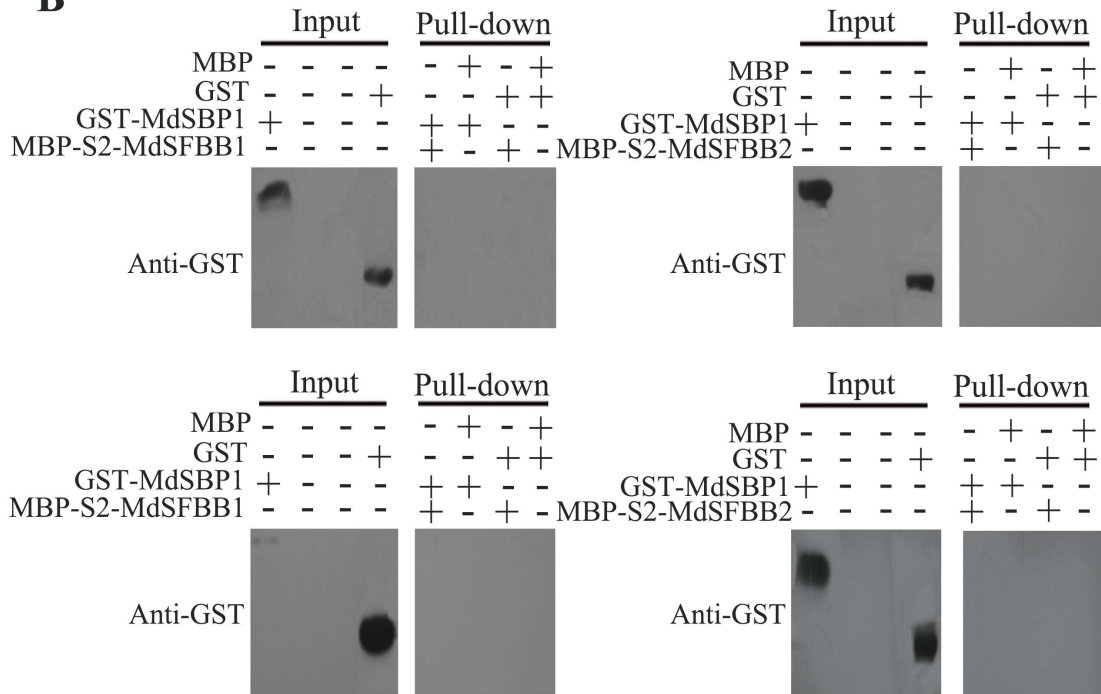 B
Input Pull-down
MBP - - - - - + - +
GST - - - + - - + +
GST-MdSBP1 + - - - + + - -
MBP-S2-MdSFBB1 - - - - + - + -
Anti-GST
Input Pull-down
MBP - - - - - + - +
GST - - - + - - + +
GST-MdSBP1 + - - - + + - -
MBP-S2-MdSFBB2 - - - - + - + -
Anti-GST
Input Pull-down
MBP - - - - - + - +
GST - - - + - - + +
GST-MdSBP1 + - - - + + - -
MBP-S2-MdSFBB1 - - - - + - + -
Anti-GST
Input Pull-down
MBP - - - - - + - +
GST - - - + - - + +
GST-MdSBP1 + - - - + + - -
MBP-S2-MdSFBB2 - - - - + - + -
Anti-GST